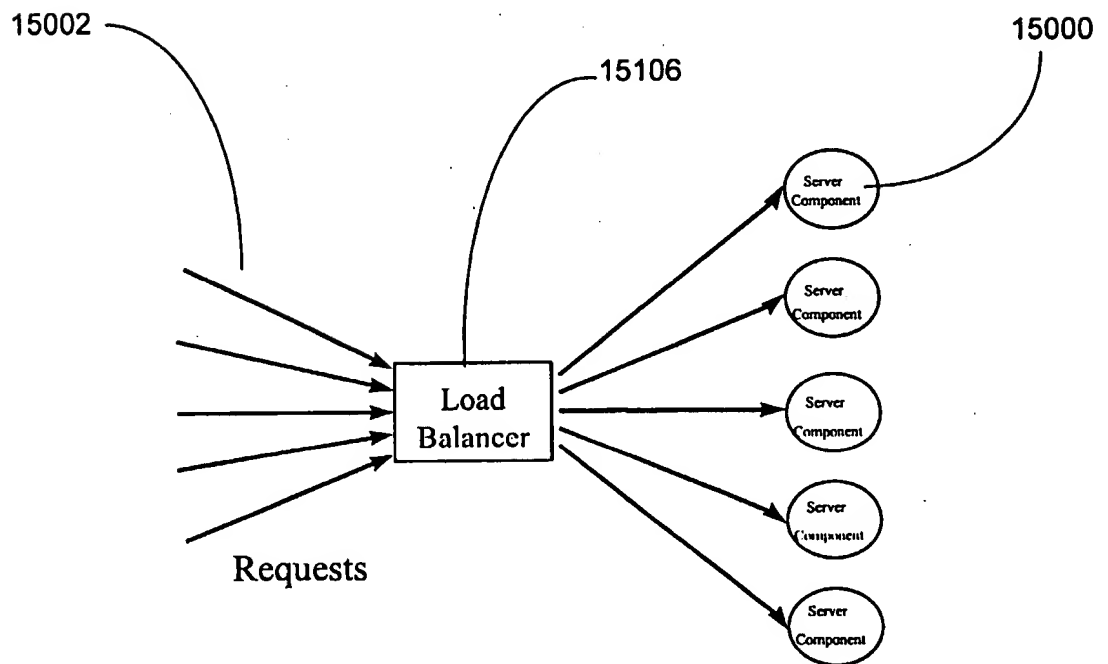 15002
15000
15106
Server
Component
Server
Component
Load
Balancer
Server
Component
Server
Component
Requests
Server
Component